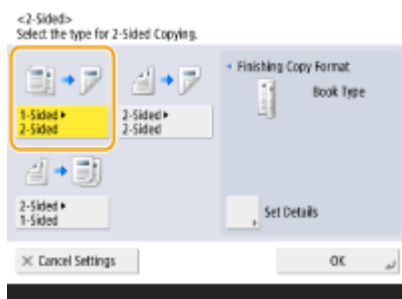 <2-Sided>
Select the type for 2-Sided Copying.
Finishing Copy Format
Book Type
1-Sided
2-Sided
2-Sided
2-Sided
2-Sided
1-Sided
Set Details
Cancel Settings
OK